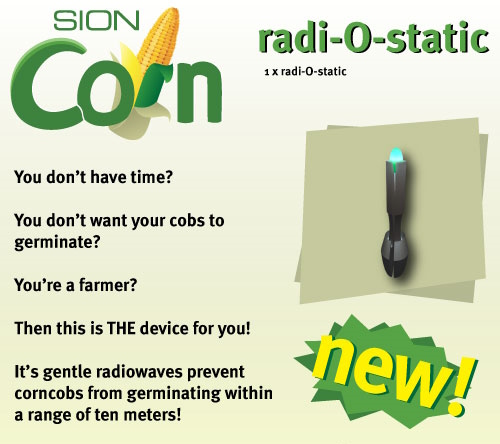 SION
Corn
radi-O-static
1 x radi-O-static
You don't have time?
You don't want your cobs to
germinate?
You're a farmer?
Then this is THE device for you!
It's gentle radiowaves prevent
corncobs from germinating within
a range of ten meters!
new!